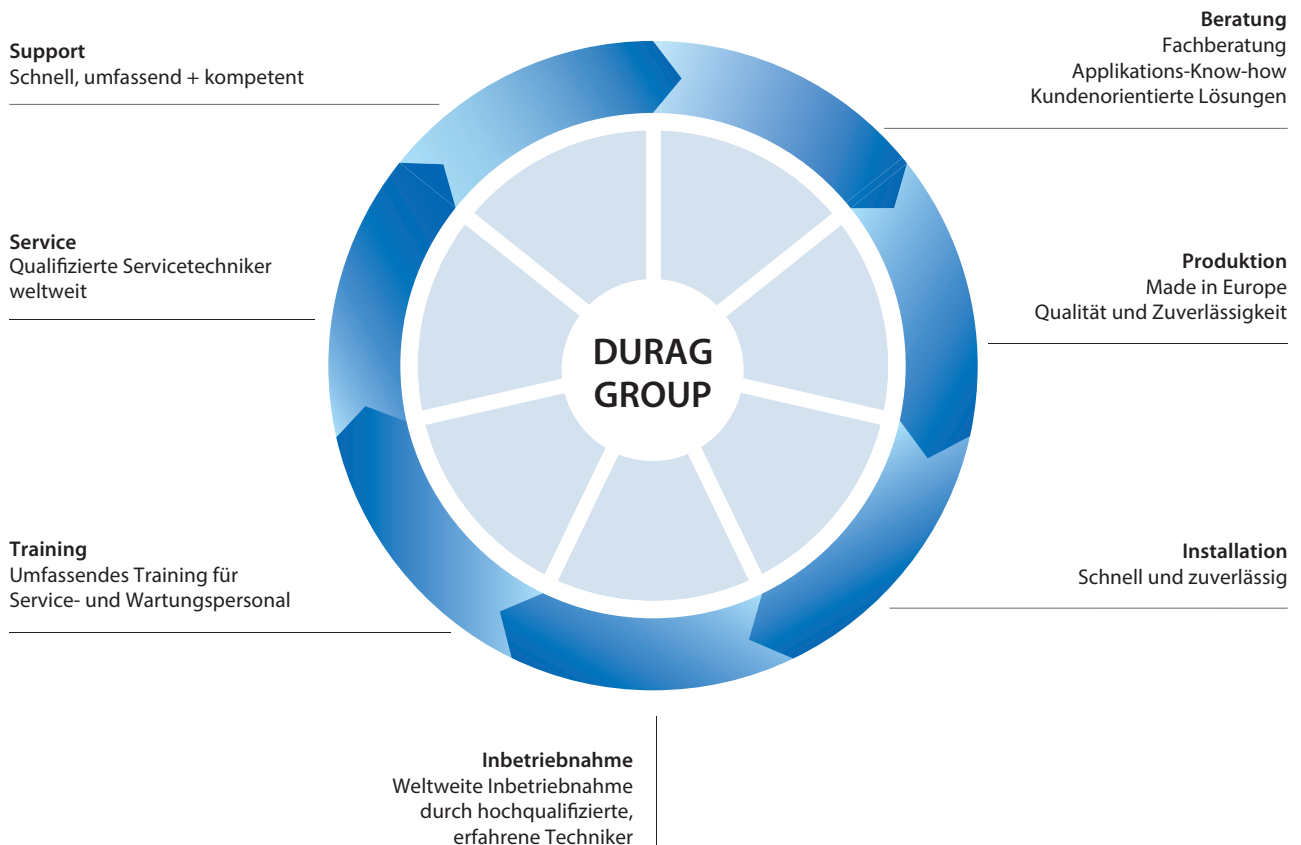 Support
Schnell, umfassend + kompetent
Beratung
Fachberatung
Applikations-Know-how
Kundenorientierte Lösungen
Service
Qualifizierte Servicetechniker
weltweit
Produktion
Made in Europe
Qualität und Zuverlässigkeit
DURAG
GROUP
Training
Umfassendes Training für
Service- und Wartungspersonal
Installation
Schnell und zuverlässig
Inbetriebnahme
Weltweite Inbetriebnahme
durch hochqualifizierte,
erfahrene Techniker